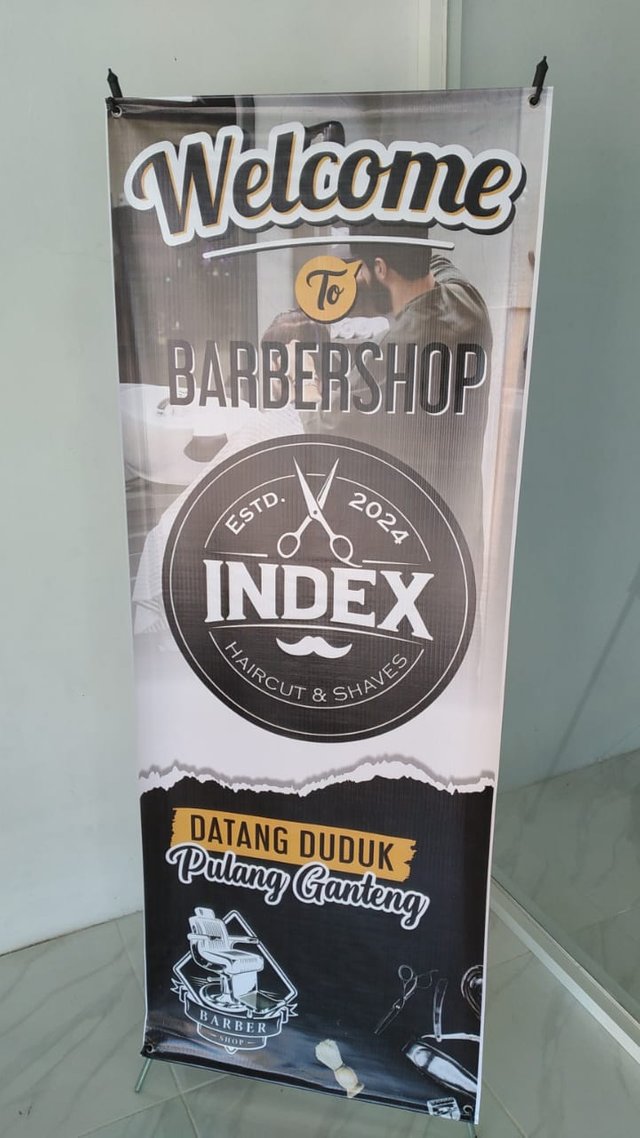 Welcome
To
BARBERSHOP
ESTD. 2024
INDEX
HAIRCUT & SHAVES
DATANG DUDUK
Pulang Ganteng
BARBER
SHOP